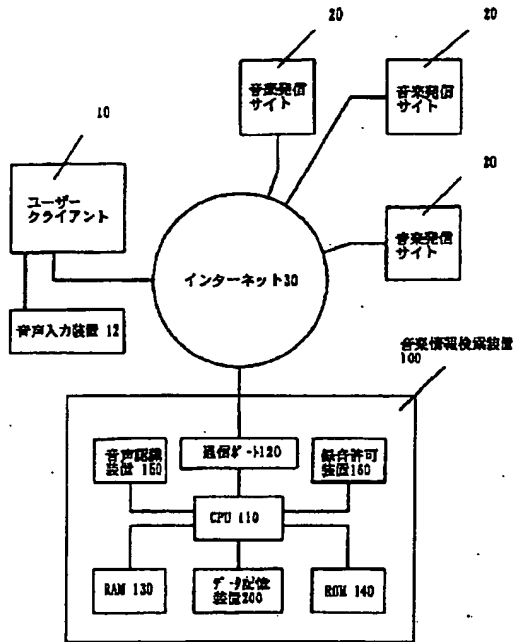 20
20
音楽発信
サイト
音楽発信
サイト
10
20
ユーザー
クライアント
音楽発信
サイト
インターネット30
音声入力装置 12
音楽情報検索装置
100
音声認識
装置 150
通信ポート120
録音許可
装置160
CPU 110
RAM 130
データ記憶
装置200
ROM 140